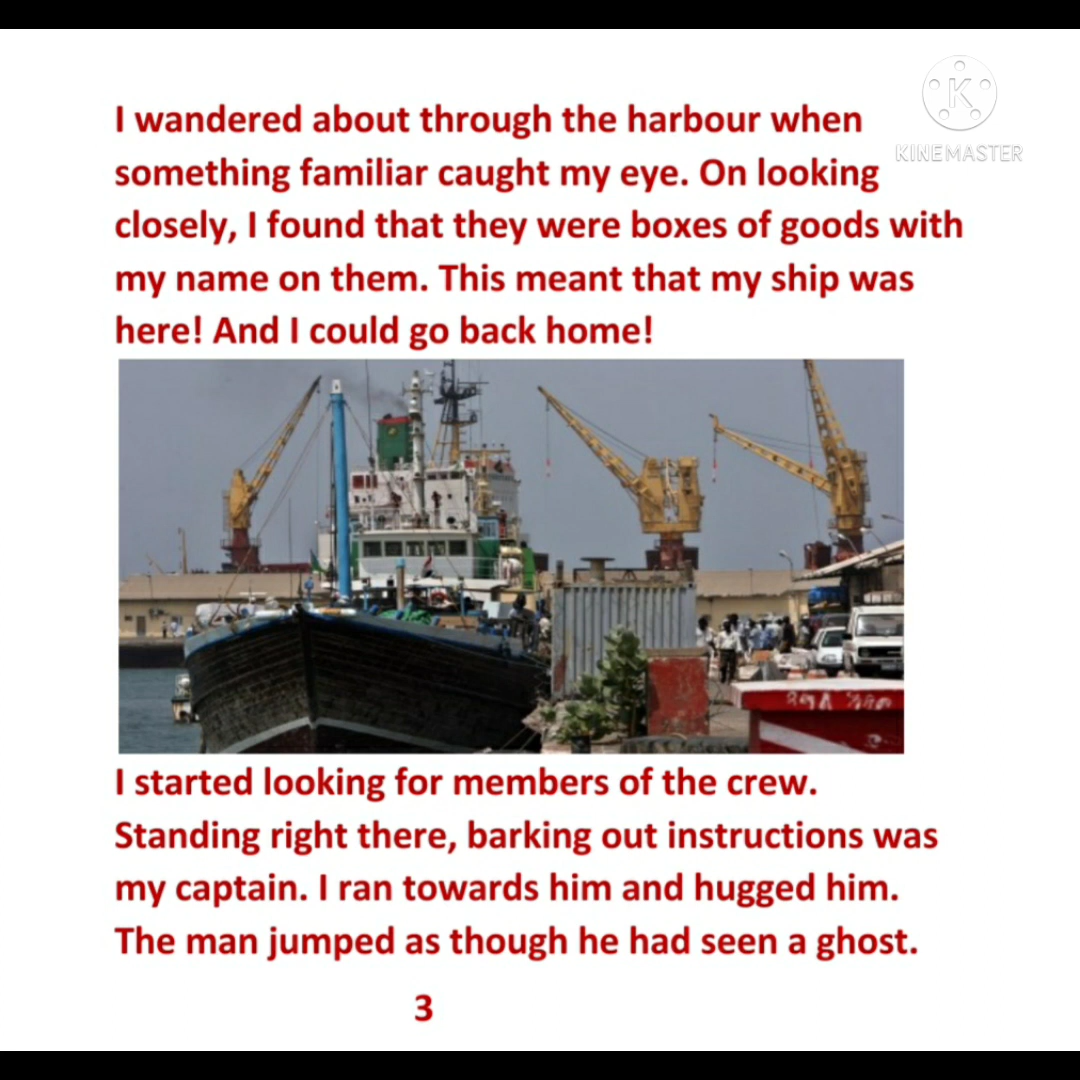 I wandered about through the harbour when
something familiar caught my eye. On looking
closely, I found that they were boxes of goods with
my name on them. This meant that my ship was
here! And I could go back home!
K
KINEMASTER
I started looking for members of the crew.
Standing right there, barking out instructions was
my captain. I ran towards him and hugged him.
The man jumped as though he had seen a ghost.
3